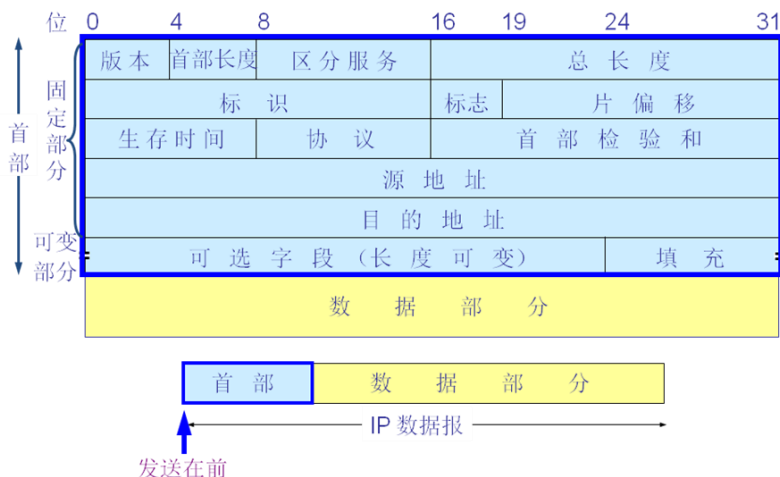 位 0 4 8 16 19 24 31
版本 首部长度 区分服务 总长度
标识 标志 片偏移
生存时间 协议 首部检验和
源地址
目的地址
可选字段（长度可变） 填充
数据部分
首部
固定部分
可变部分
首部 数据部分
IP 数据报
发送在前